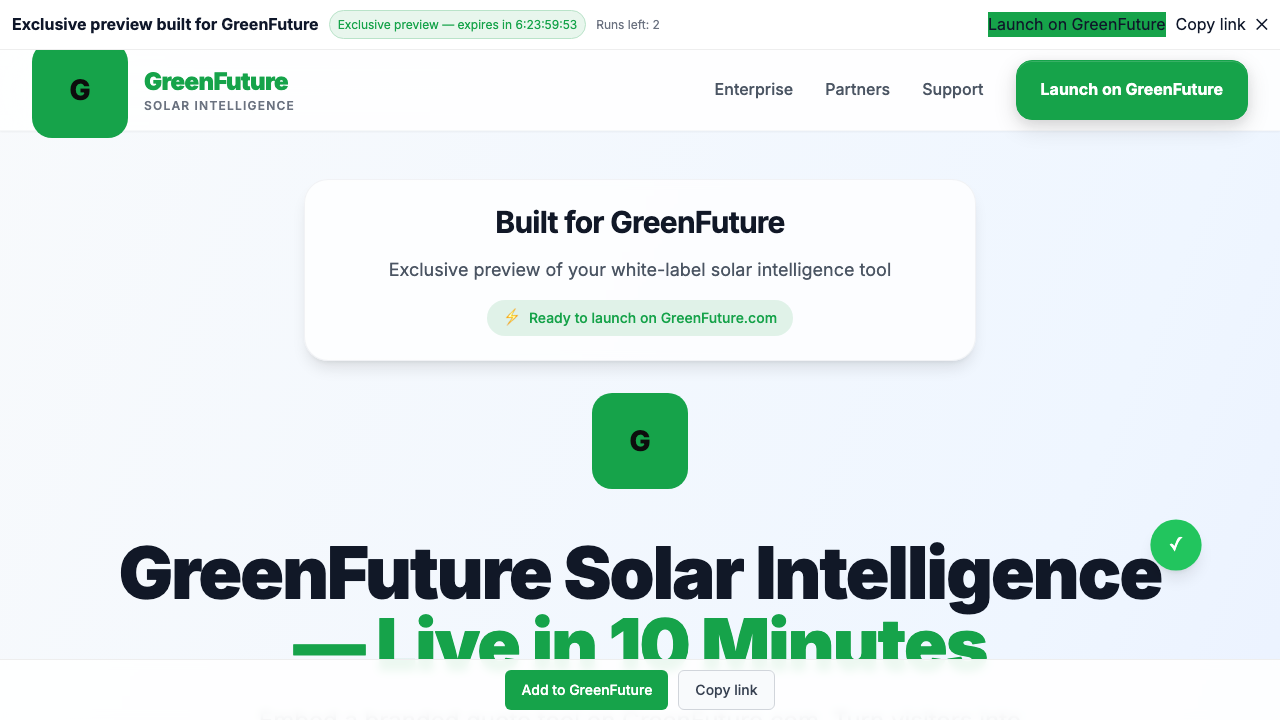 Exclusive preview built for GreenFuture
Exclusive preview — expires in 6:23:59:53
Runs left: 2
Launch on GreenFuture
Copy link
G
GreenFuture
SOLAR INTELLIGENCE
Enterprise
Partners
Support
Launch on GreenFuture
Built for GreenFuture
Exclusive preview of your white-label solar intelligence tool
Ready to launch on GreenFuture.com
G
GreenFuture Solar Intelligence
— Live in 10 Minutes
Add to GreenFuture
Copy link